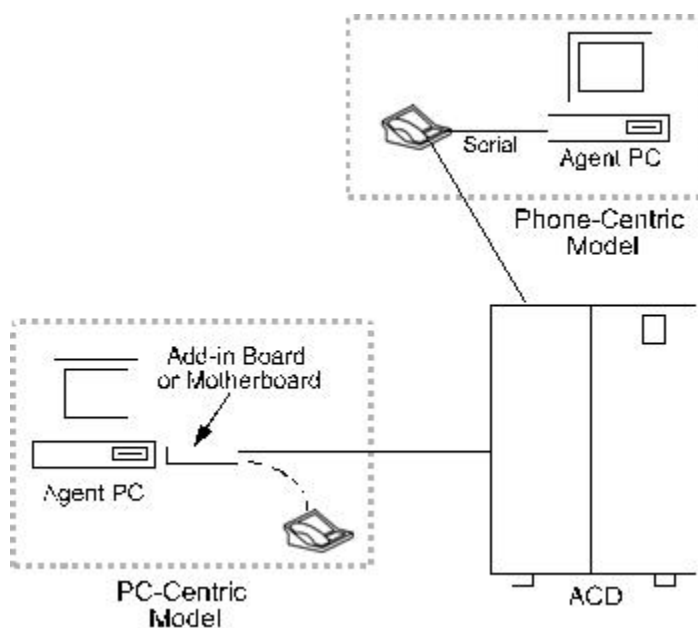 Serial
Agent PC
Phone-Centric
Model
Add-in Board
or Motherboard
Agent PC
PC-Centric
Model
ACD